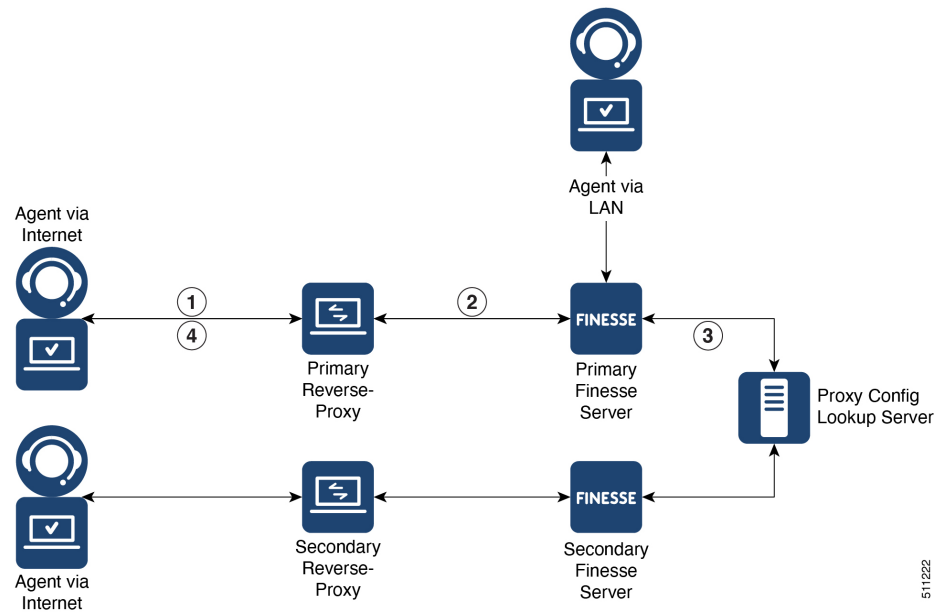 Agent via
LAN
Agent via
Internet
1
4
2
FINESSE
3
Primary
Reverse-
Proxy
Primary
Finesse
Server
Proxy Config
Lookup Server
FINESSE
Agent via
Internet
Secondary
Reverse-
Proxy
Secondary
Finesse
Server
511222